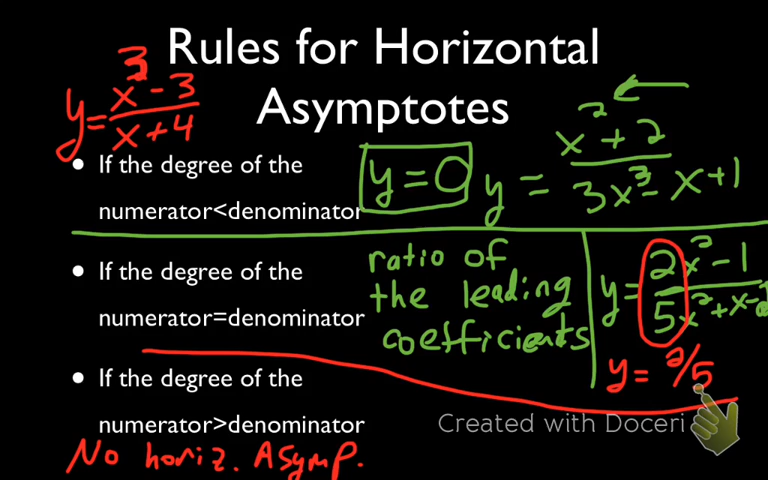 Rules for Horizontal
Asymptotes
y = x³ - 3 / x + 4
• If the degree of the
numerator<denominator
y = 0
y = x² + 2 / 3x³ - x + 1
• If the degree of the
numerator=denominator
ratio of
the leading
coefficients
y = 2x² - 1 / 5x² + x - 2
y = 2/5
• If the degree of the
numerator>denominator
No horiz. Asymp.
Created with Doceri